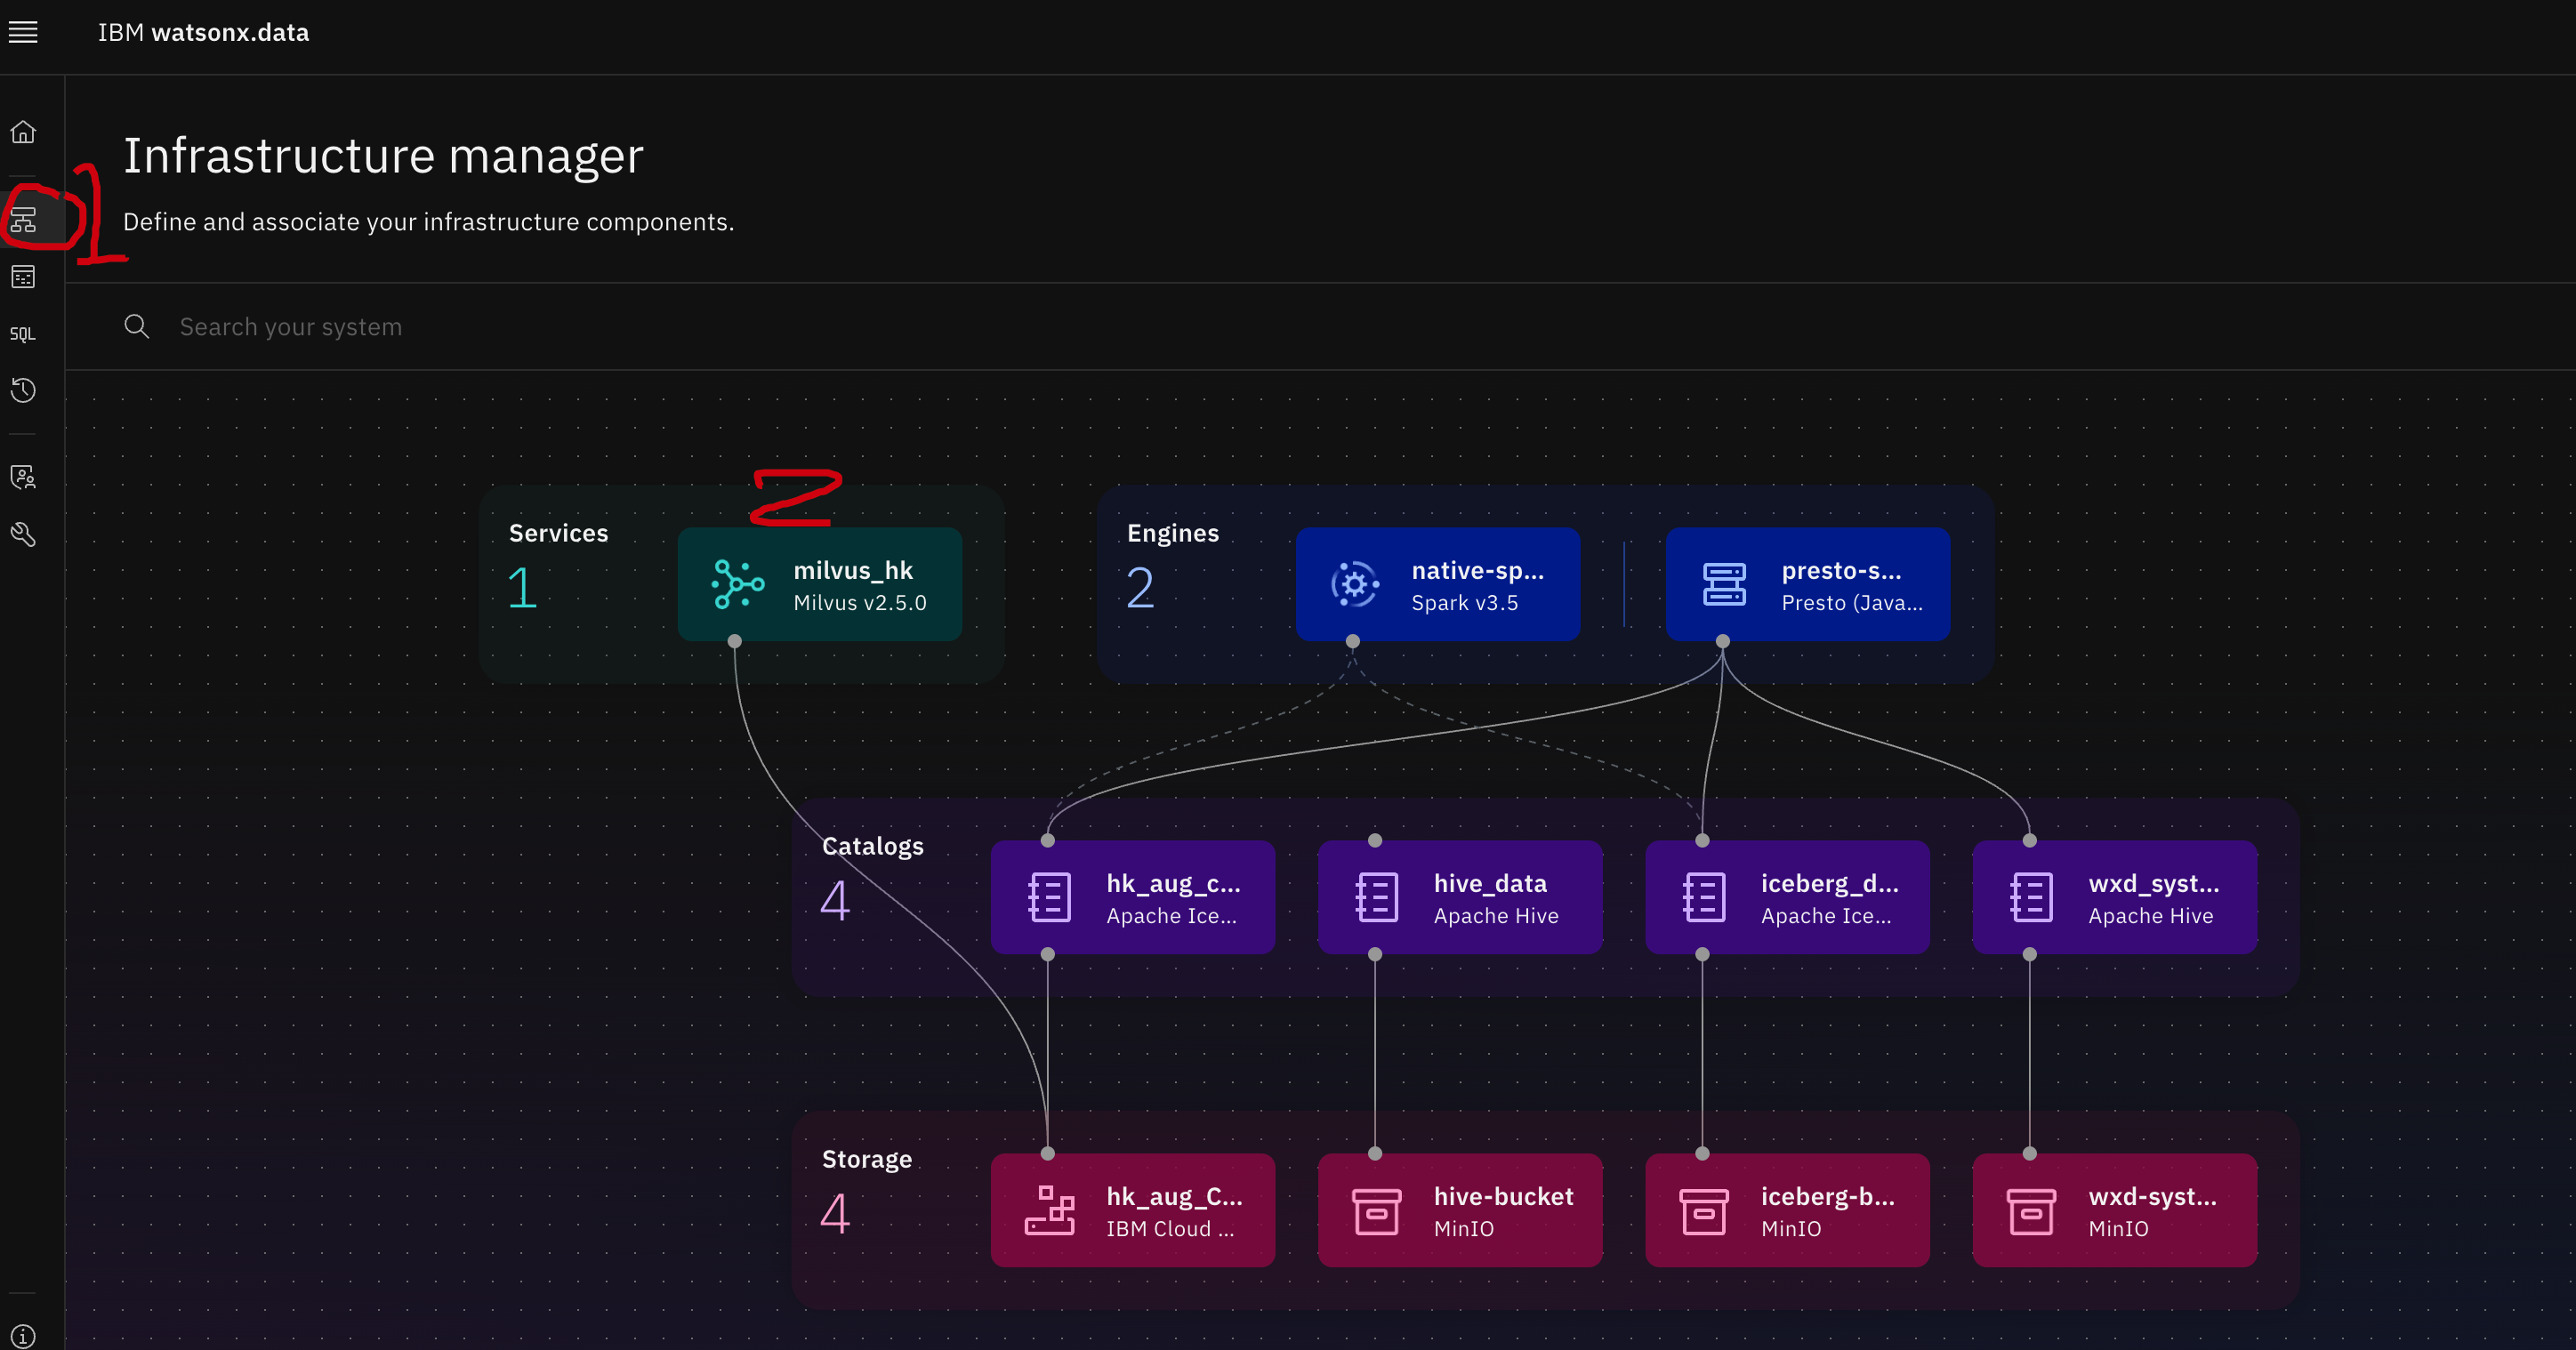 IBM watsonx.data
Infrastructure manager
1
Define and associate your infrastructure components.
Search your system
SQL
2
Services
1
milvus_hk
Milvus v2.5.0
Engines
2
native-sp...
Spark v3.5
presto-s...
Presto (Java...
Catalogs
4
hk_aug_c...
Apache Ice...
hive_data
Apache Hive
iceberg_d...
Apache Ice...
wxd_syst...
Apache Hive
Storage
4
hk_aug_C...
IBM Cloud ...
hive-bucket
MinIO
iceberg-b...
MinIO
wxd-syst...
MinIO